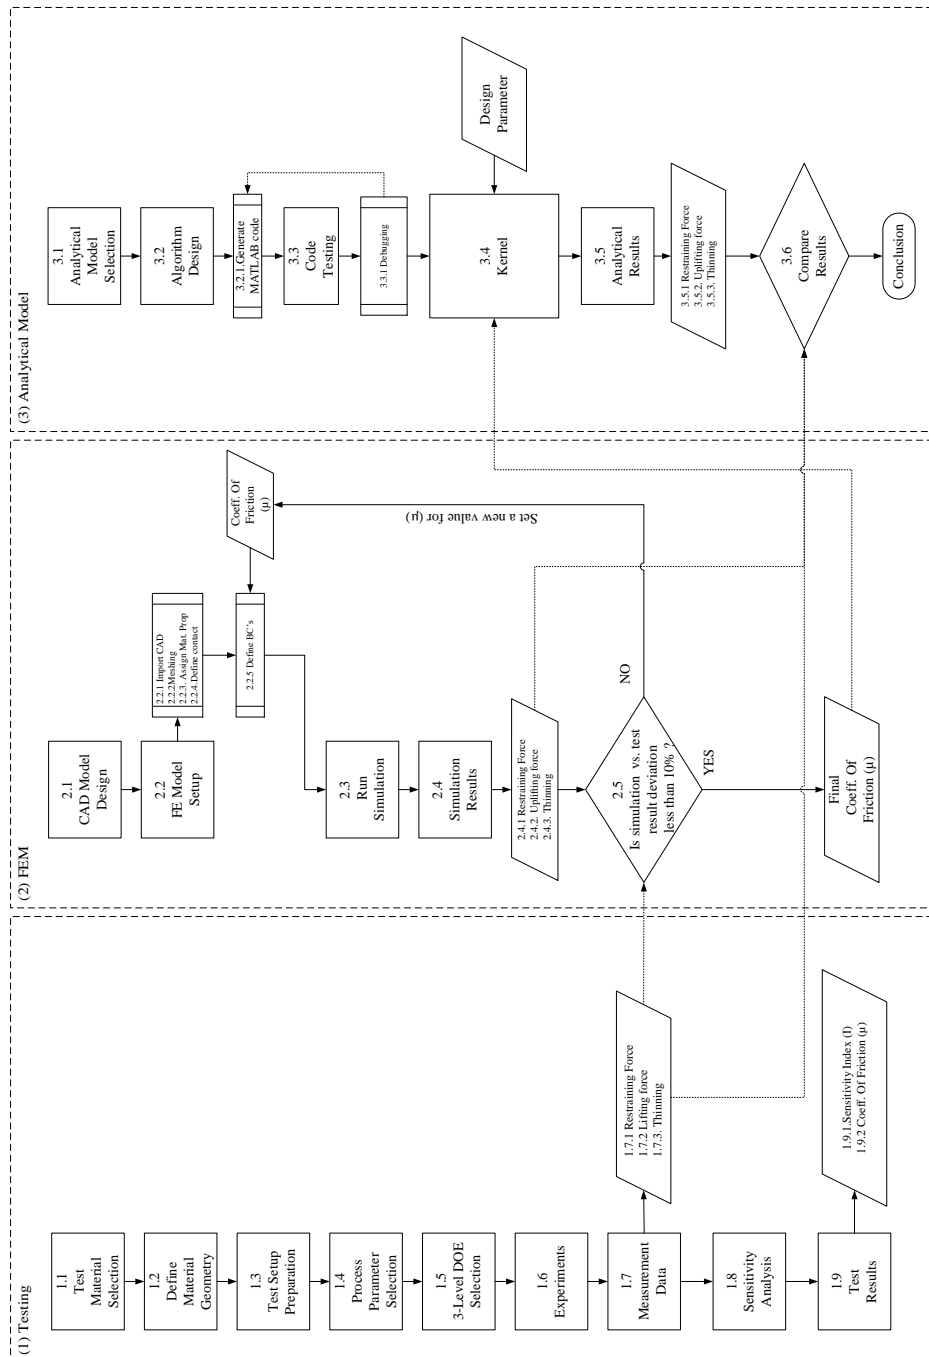 (1) Testing
1.1
Test
Material
Selection
1.2
Define
Material
Geometry
1.3
Test Setup
Preparation
1.4
Process
Parameter
Selection
1.5
3-Level DOE
Selection
1.6
Experiments
1.7
Measurement
Data
1.7.1 Restraining Force
1.7.2 Lifting force
1.7.3. Thinning
1.8
Sensitivity
Analysis
1.9
Test
Results
1.9.1.Sensitivity Index (I)
1.9.2 Coeff. Of Friction (μ)
(2) FEM
2.1
CAD Model
Design
2.2
FE Model
Setup
2.2.1 Import CAD
2.2.2Meshing
2.2.3. Assign Mat. Prop
2.2.4.Define contact
2.2.5 Define BC's
Coeff. Of
Friction
(μ)
2.3
Run
Simulation
2.4
Simulation
Results
2.4.1 Restraining Force
2.4.2. Uplifting force
2.4.3. Thinning
2.5
Is simulation vs. test
result deviation
less than 10% ?
NO
Set a new value for (μ)
YES
Final
Coeff. Of
Friction (μ)
(3) Analytical Model
3.1
Analytical
Model
Selection
3.2
Algorithm
Design
3.2.1.Generate
MATLAB code
3.3
Code
Testing
3.3.1 Debugging
Design
Parameter
3.4
Kernel
3.5
Analytical
Results
3.5.1 Restraining Force
3.5.2. Uplifting force
3.5.3. Thinning
3.6
Compare
Results
Conclusion